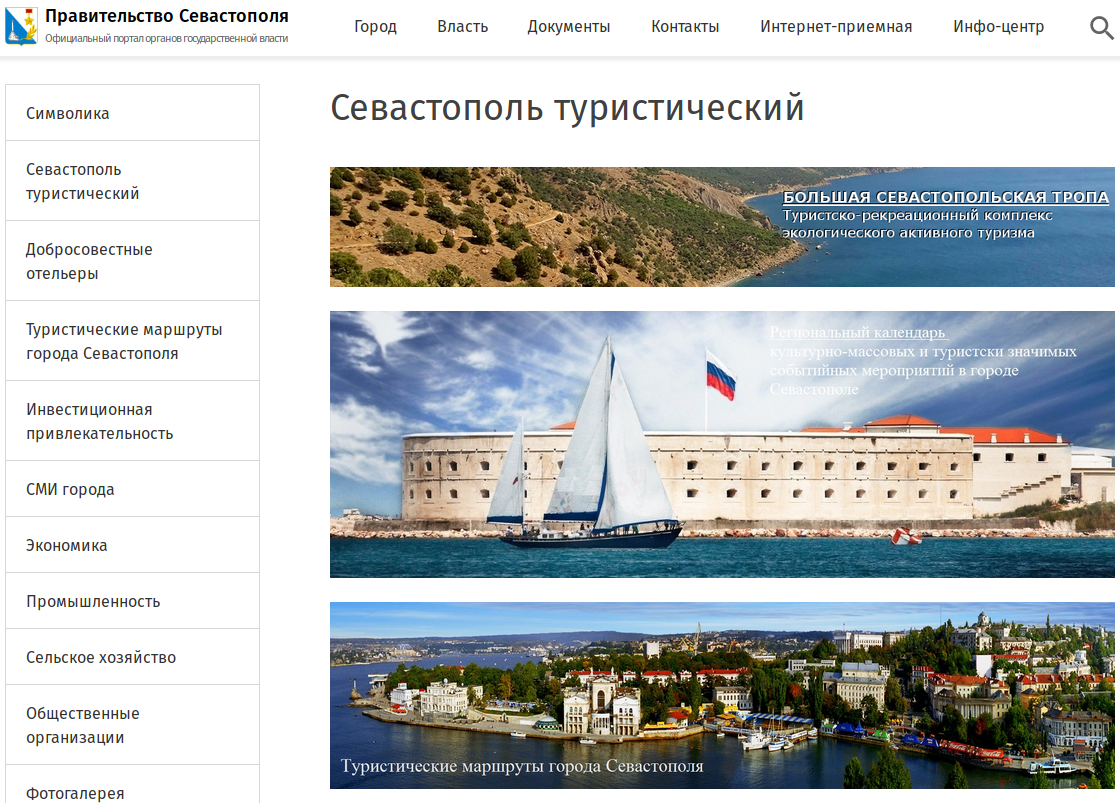 Правительство Севастополя
Официальный портал органов государственной власти
Город
Власть
Документы
Контакты
Интернет-приемная
Инфо-центр
Символика
Севастополь
туристический
Добросовестные
отельеры
Туристические маршруты
города Севастополя
Инвестиционная
привлекательность
СМИ города
Экономика
Промышленность
Сельское хозяйство
Общественные
организации
Фотогалерея
Севастополь туристический
БОЛЬШАЯ СЕВАСТОПОЛЬСКАЯ ТРОПА
Туристско-рекреационный комплекс
экологического активного туризма
Региональный календарь
культурно-массовых и туристски значимых
событийных мероприятий в городе
Севастополе
Туристические маршруты города Севастополя